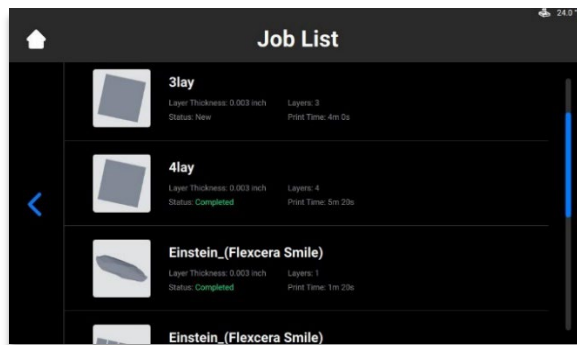 24.0°
Job List
3lay
Layer Thickness: 0.003 inch Layers: 3
Status: New Print Time: 4m 0s
4lay
Layer Thickness: 0.003 inch Layers: 4
Status: Completed Print Time: 5m 20s
Einstein_(Flexcera Smile)
Layer Thickness: 0.003 inch Layers: 1
Status: Completed Print Time: 1m 20s
Einstein_(Flexcera Smile)